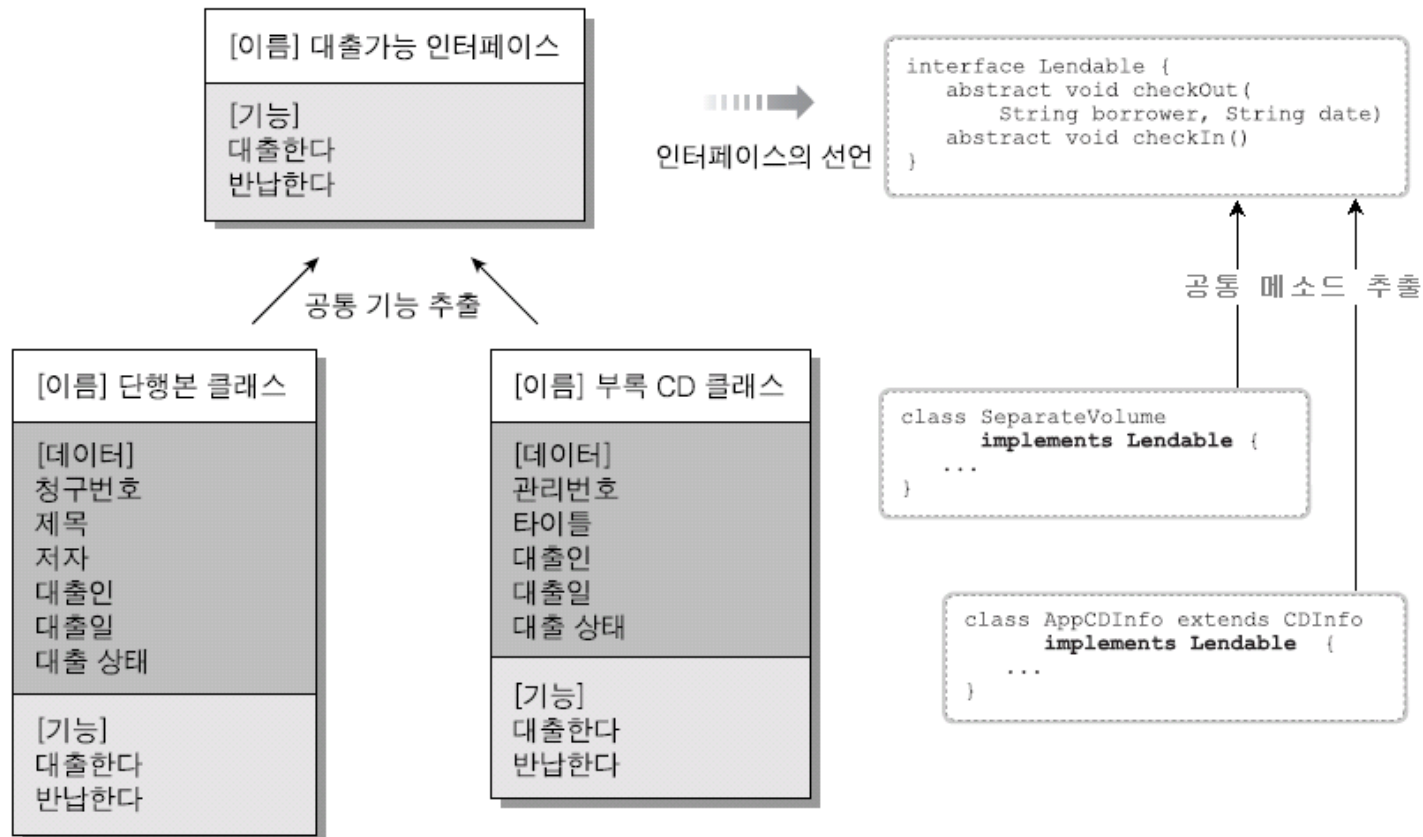 [이름] 대출가능 인터페이스
[기능]
대출한다
반납한다
인터페이스의 선언
interface Lendable {
abstract void checkOut(
String borrower, String date)
abstract void checkIn()
}
공통 기능 추출
공통 메소드 추출
[이름] 단행본 클래스
[데이터]
청구번호
제목
저자
대출인
대출일
대출 상태
[기능]
대출한다
반납한다
[이름] 부록 CD 클래스
[데이터]
관리번호
타이틀
대출인
대출일
대출 상태
[기능]
대출한다
반납한다
class SeparateVolume
implements Lendable {
...
}
class AppCDInfo extends CDInfo
implements Lendable {
...
}